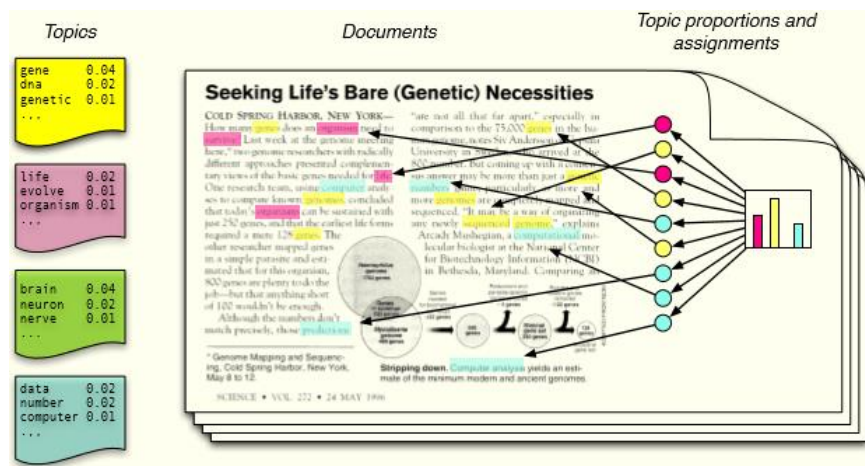 Topics
Documents
Topic proportions and
assignments
gene 0.04
dna 0.02
genetic 0.01
...
life 0.02
evolve 0.01
organism 0.01
...
brain 0.04
neuron 0.02
nerve 0.01
...
data 0.02
number 0.02
computer 0.01
...
Seeking Life's Bare (Genetic) Necessities
COLD SPRING HARBOR, NEW YORK—
How many genes does an organism need to
survive? Last week at the genome meeting
here,* two genome researchers with radically
different approaches presented complemen-
tary views of the basic genes needed for life.
One research team, using computer analy-
ses to compare known genomes, concluded
that today's organisms can be sustained with
just 250 genes, and that the earliest life forms
required a mere 128 genes. The
other researcher mapped genes
in a simple parasite and esti-
mated that for this organism,
800 genes are plenty to do the
job—but that anything short
of 100 wouldn't be enough.
Although the numbers don't
match precisely, those predictions
* Genome Mapping and Sequenc-
ing, Cold Spring Harbor, New York,
May 8 to 12.
"are not all that far apart," especially in
comparison to the 75,000 genes in the hu-
genome, notes Siv Andersson
University in arrived at the
800 number. But coming up with a consen-
sus answer may be more than just a
numbers particularly more and
more genomes are completely mapped and
sequenced. "It may be a way of organizing
any newly sequenced genome," explains
Arcady Mushegian, a computational mo-
lecular biologist at the National Center
for Biotechnology Information (NCBI)
in Bethesda, Maryland. Comparing an
Haemophilus
genome
1703 genes
Mycoplasma
genome
469 genes
genes
Stripping down. Computer analysis yields an esti-
mate of the minimum modern and ancient genomes.
SCIENCE • VOL. 272 • 24 MAY 1996